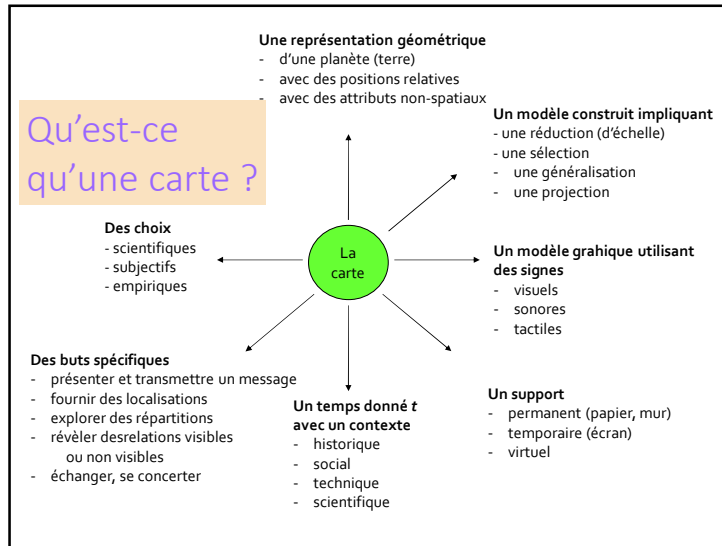 Qu'est-ce
qu'une carte ?
Une représentation géométrique
- d'une planète (terre)
- avec des positions relatives
- avec des attributs non-spatiaux
Un modèle construit impliquant
- une réduction (d'échelle)
- une sélection
- une généralisation
- une projection
Des choix
- scientifiques
- subjectifs
- empiriques
La
carte
Un modèle grahique utilisant
des signes
- visuels
- sonores
- tactiles
Des buts spécifiques
- présenter et transmettre un message
- fournir des localisations
- explorer des répartitions
- révèler desrelations visibles
ou non visibles
- échanger, se concerter
Un temps donné t
avec un contexte
- historique
- social
- technique
- scientifique
Un support
- permanent (papier, mur)
- temporaire (écran)
- virtuel